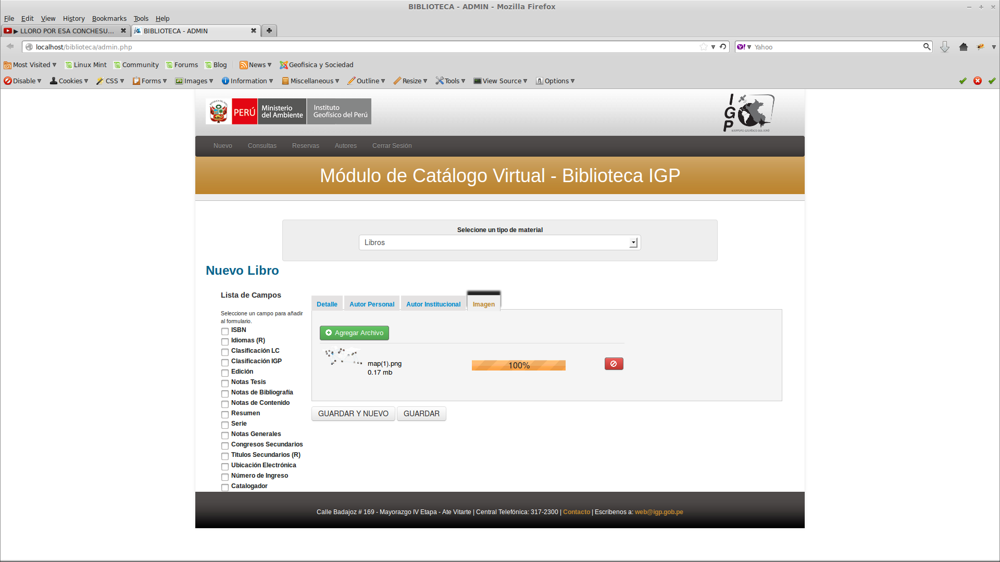 BIBLIOTECA - ADMIN - Mozilla Firefox
File Edit View History Bookmarks Tools Help
▶ LLORO POR ESA CONCHESU...
BIBLIOTECA - ADMIN
localhost/biblioteca/admin.php
Yahoo
Most Visited Linux Mint Community Forums Blog News Geofisica y Sociedad
Disable Cookies CSS Forms Images Information Miscellaneous Outline Resize Tools View Source Options
PERÚ
Ministerio
del Ambiente
Instituto
Geofísico del Perú
IGP
INSTITUTO GEOFÍSICO DEL PERÚ
Nuevo Consultas Reservas Autores Cerrar Sesión
Módulo de Catálogo Virtual - Biblioteca IGP
Selecione un tipo de material
Libros
Nuevo Libro
Lista de Campos
Seleccione un campo para añadir
al formulario.
ISBN
Idiomas (R)
Clasificación LC
Clasificación IGP
Edición
Notas Tesis
Notas de Bibliografía
Notas de Contenido
Resumen
Serie
Notas Generales
Congresos Secundarios
Titulos Secundarios (R)
Ubicación Electrónica
Número de Ingreso
Catalogador
Detalle Autor Personal Autor Institucional Imagen
Agregar Archivo
map(1).png
0.17 mb
100%
GUARDAR Y NUEVO GUARDAR
Calle Badajoz # 169 - Mayorazgo IV Etapa - Ate Vitarte | Central Telefónica: 317-2300 | Contacto | Escríbenos a: web@igp.gob.pe